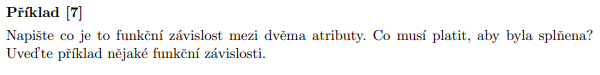 Příklad [7]
Napište co je to funkční závislost mezi dvěma atributy. Co musí platit, aby byla splňena?
Uveďte příklad nějaké funkční závislosti.